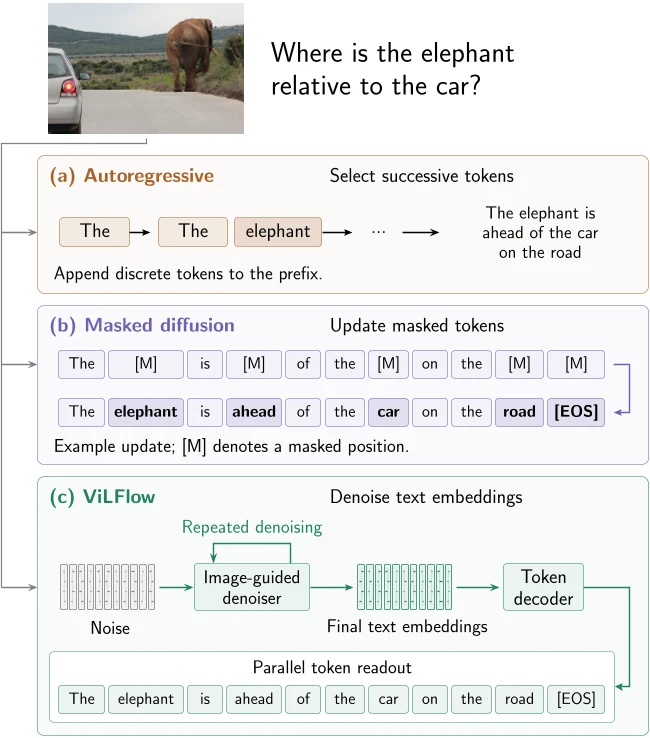 Where is the elephant
relative to the car?
(a) Autoregressive
Select successive tokens
The
The
elephant
...
The elephant is
ahead of the car
on the road
Append discrete tokens to the prefix.
(b) Masked diffusion
Update masked tokens
The [M] is [M] of the [M] on the [M] [M]
The elephant is ahead of the car on the road [EOS]
Example update; [M] denotes a masked position.
(c) ViLFlow
Denoise text embeddings
Repeated denoising
Image-guided
denoiser
Token
decoder
Noise
Final text embeddings
Parallel token readout
The elephant is ahead of the car on the road [EOS]